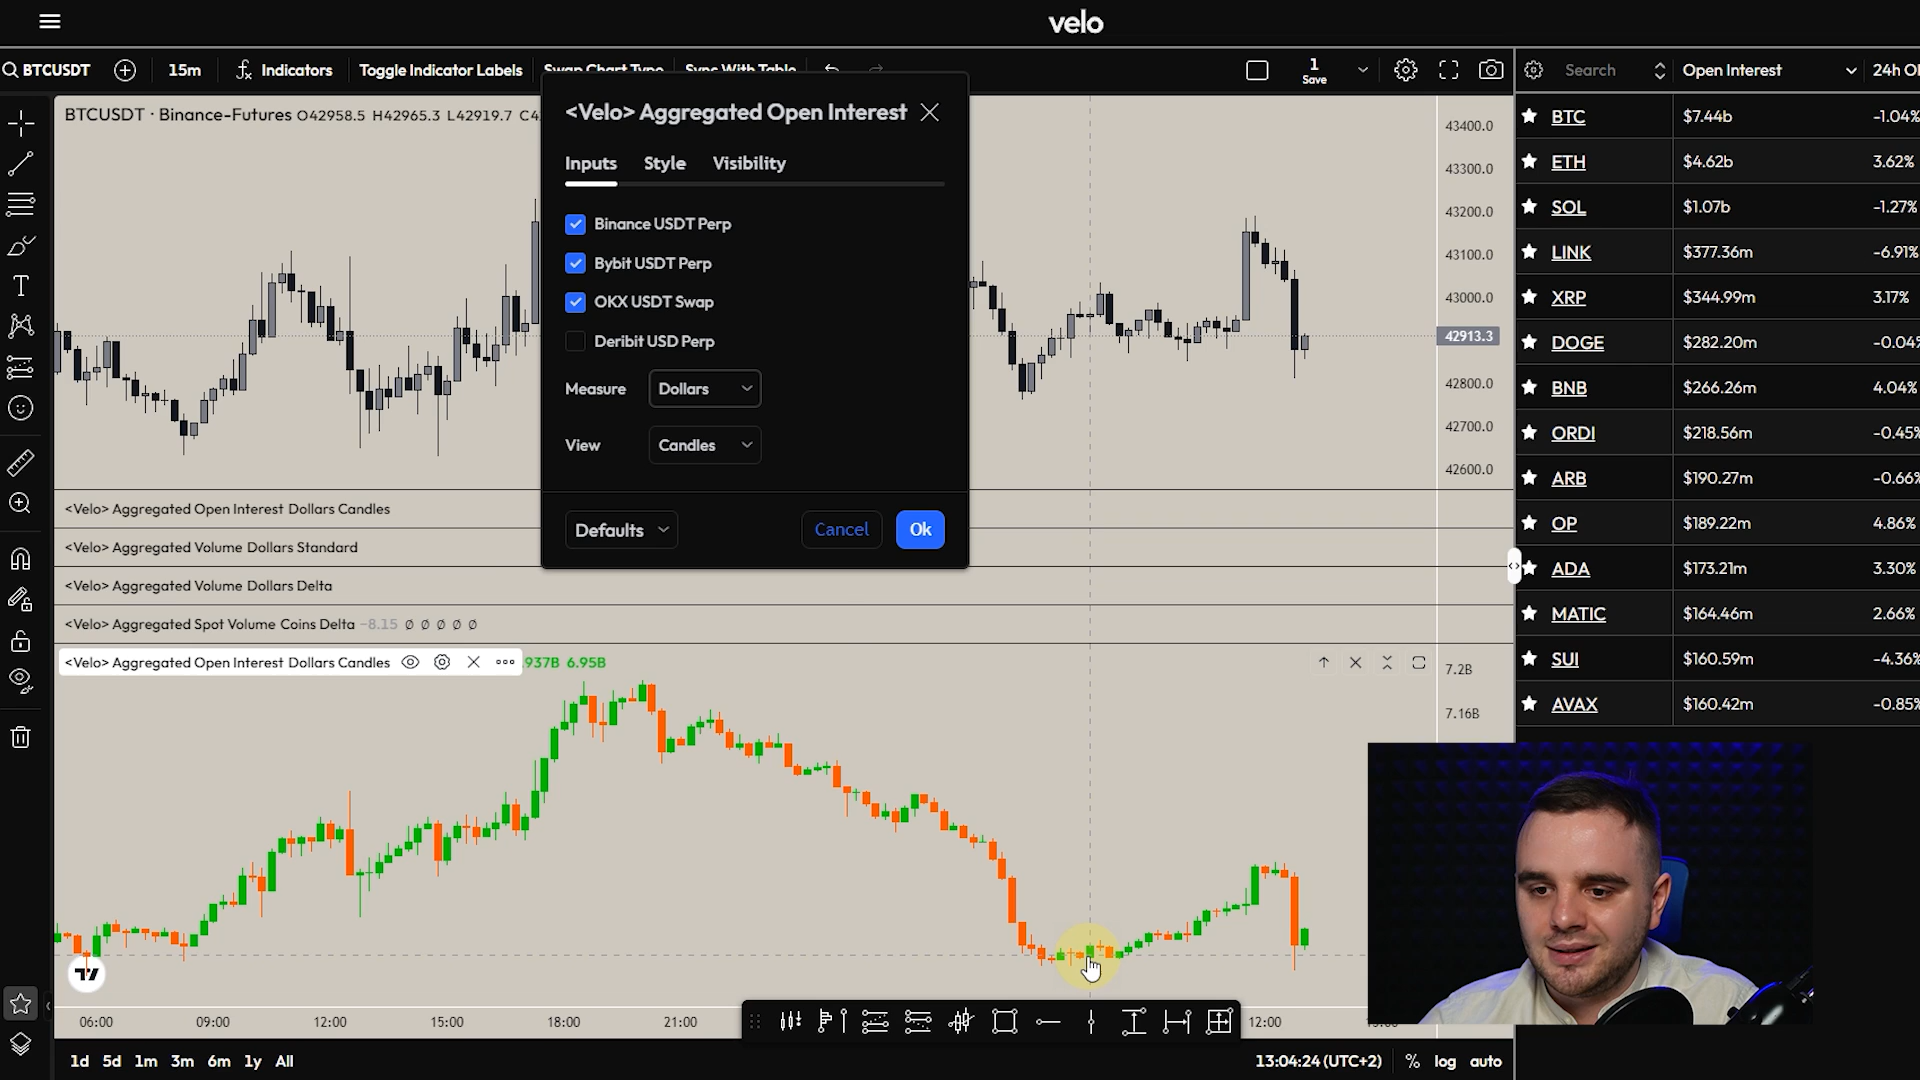 velo
BTCUSDT
15m
Indicators
Toggle Indicator Labels
Swap Chart Type
Sync With Table
1
Save
Search
Open Interest
24h OI
BTCUSDT · Binance-Futures O42958.5 H42965.3 L42919.7 C4
<Velo> Aggregated Open Interest
Inputs
Style
Visibility
Binance USDT Perp
Bybit USDT Perp
OKX USDT Swap
Deribit USD Perp
Measure
Dollars
View
Candles
Defaults
Cancel
Ok
43400.0
43300.0
43200.0
43100.0
43000.0
42913.3
42800.0
42700.0
42600.0
BTC $7.44b -1.04%
ETH $4.62b 3.62%
SOL $1.07b -1.27%
LINK $377.36m -6.91%
XRP $344.99m 3.17%
DOGE $282.20m -0.04%
BNB $266.26m 4.04%
ORDI $218.56m -0.45%
ARB $190.27m -0.66%
OP $189.22m 4.86%
ADA $173.21m 3.30%
MATIC $164.46m 2.66%
SUI $160.59m -4.36%
AVAX $160.42m -0.85%
<Velo> Aggregated Open Interest Dollars Candles
<Velo> Aggregated Volume Dollars Standard
<Velo> Aggregated Volume Dollars Delta
<Velo> Aggregated Spot Volume Coins Delta −8.15 ∅ ∅ ∅ ∅ ∅
<Velo> Aggregated Open Interest Dollars Candles .937B 6.95B
7.2B
7.16B
06:00 09:00 12:00 15:00 18:00 21:00 12:00
1d 5d 1m 3m 6m 1y All
13:04:24 (UTC+2) % log auto